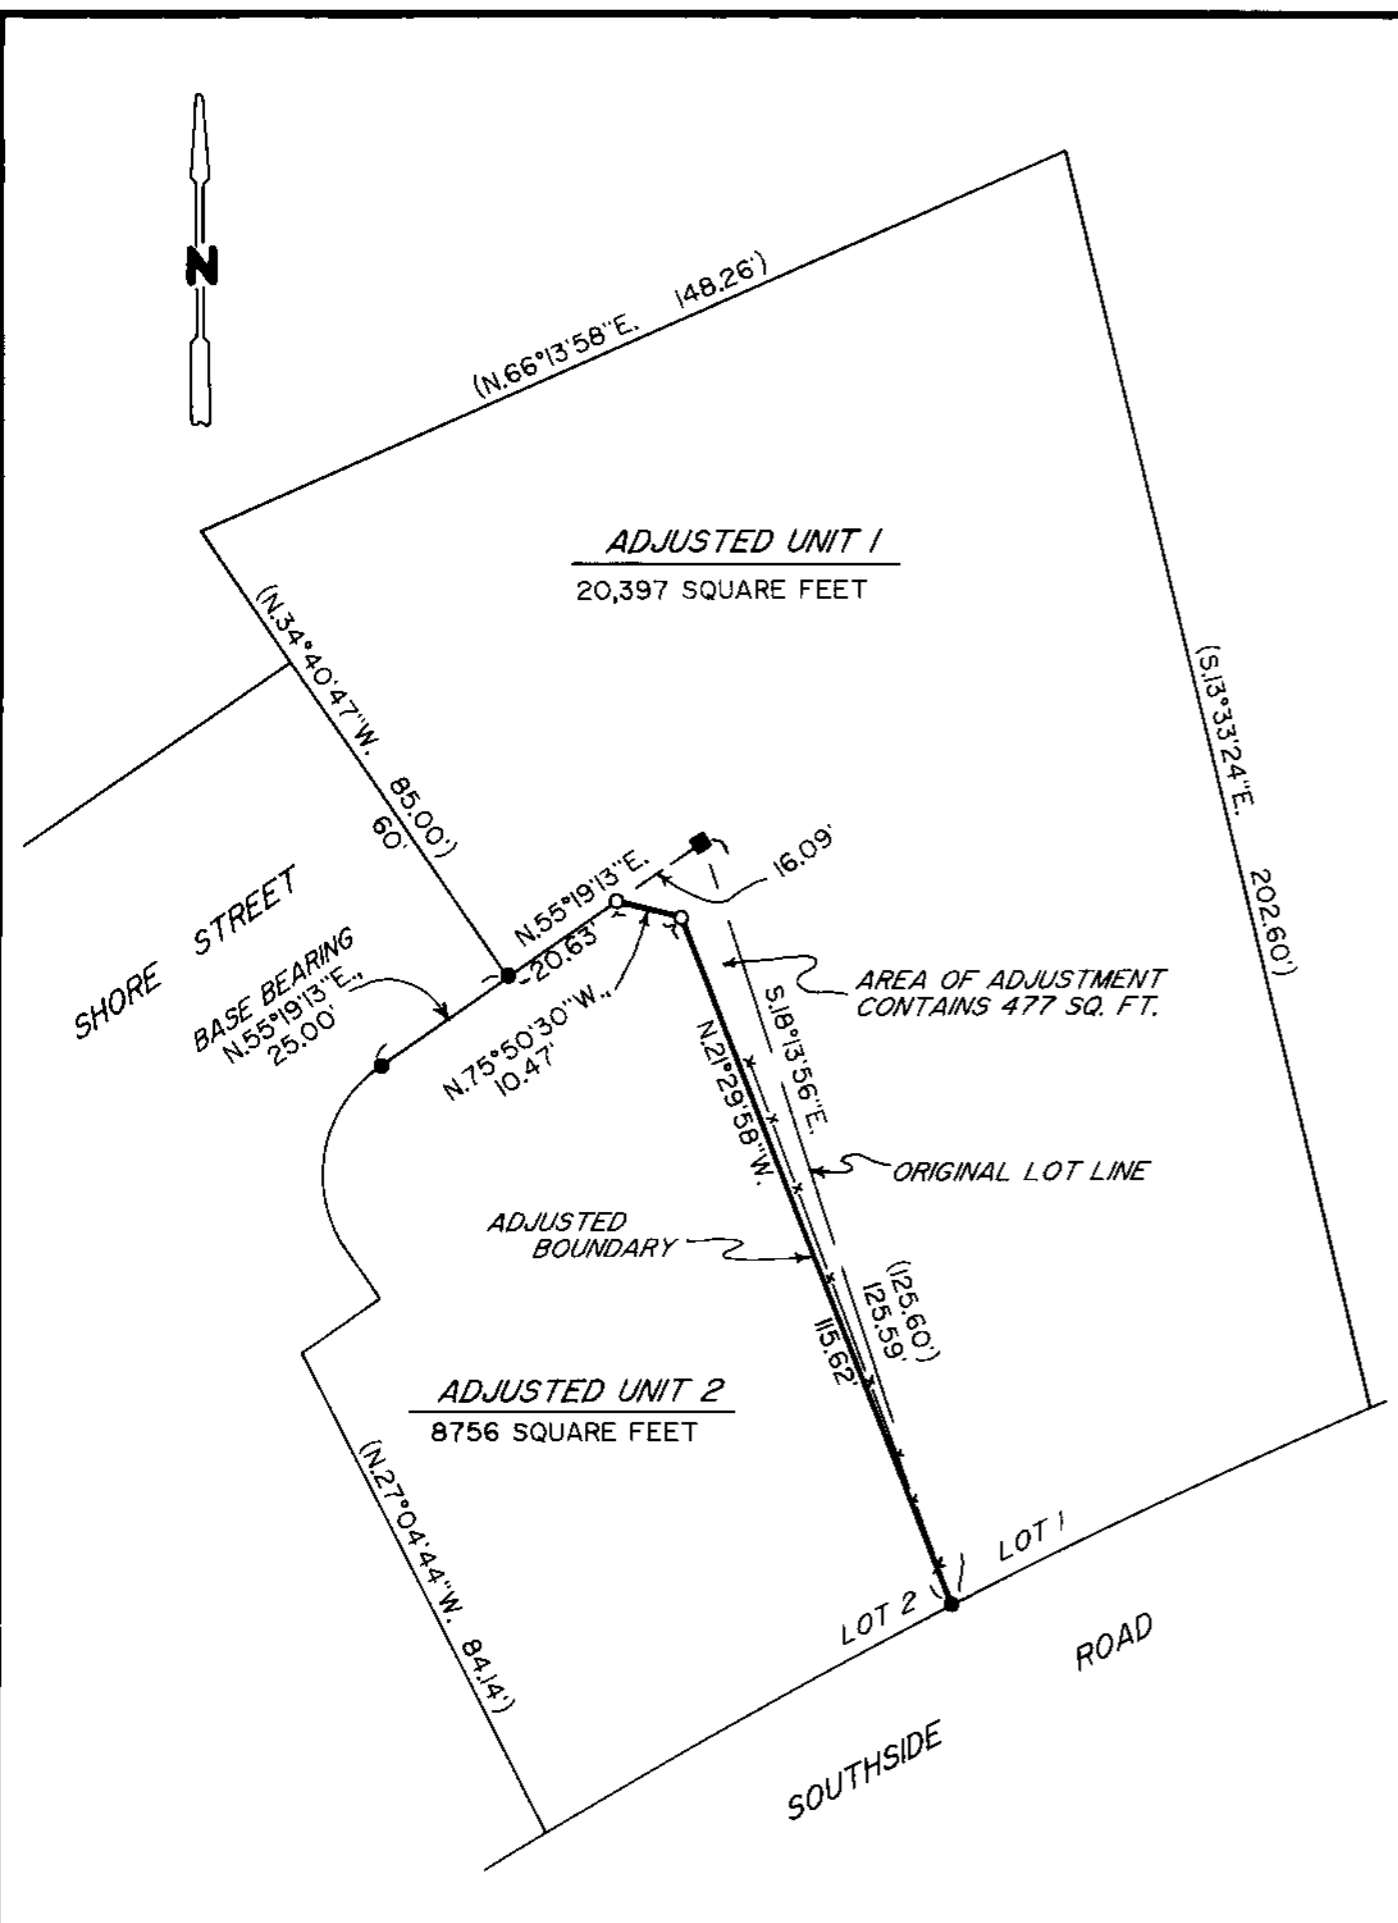 N
(N.66°13'58"E. 148.26')
ADJUSTED UNIT 1
20,397 SQUARE FEET
(N.34°40'47"W. 85.00')
60'
(S.13°33'24"E. 202.60')
SHORE STREET
BASE BEARING
N.55°19'13"E.,
25.00'
N.55°19'13"E.
20.63'
16.09'
N.75°50'30"W.,
10.47'
AREA OF ADJUSTMENT
CONTAINS 477 SQ. FT.
S.18°13'56"E.
(125.60')
125.59'
N.21°29'58"W.
115.62'
ORIGINAL LOT LINE
ADJUSTED
BOUNDARY
ADJUSTED UNIT 2
8756 SQUARE FEET
(N.27°04'44"W. 84.14')
LOT 2
LOT 1
SOUTHSIDE ROAD